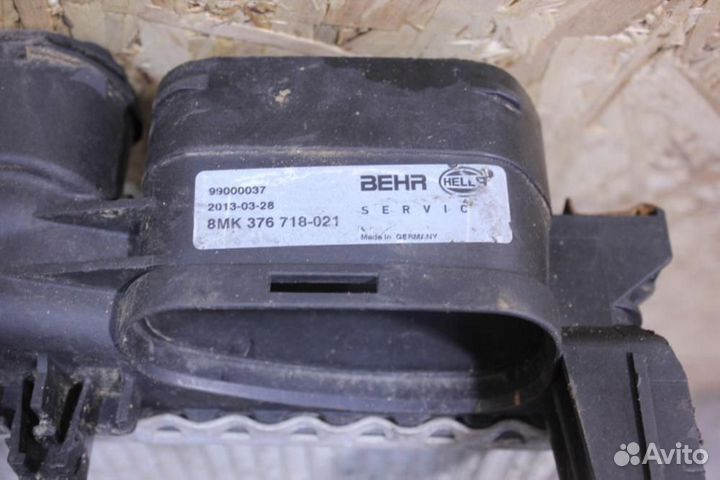 99000037
2013-03-28
8MK 376 718-021
BEHR HELLA
SERVIC
Made in GERMANY
Avito